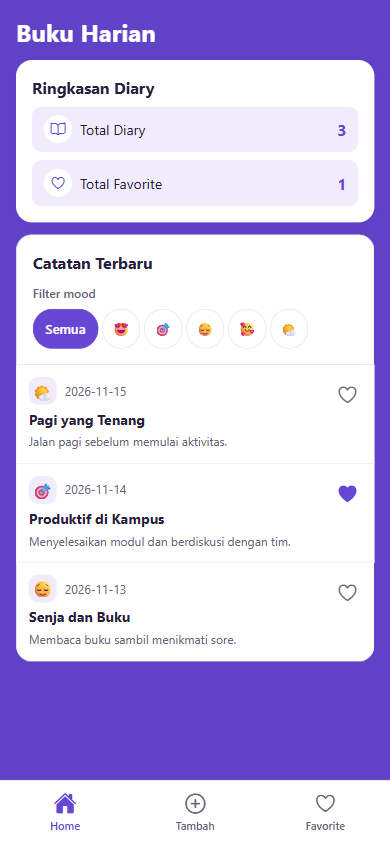 Buku Harian
Ringkasan Diary
Total Diary 3
Total Favorite 1
Catatan Terbaru
Filter mood
Semua
2026-11-15
Pagi yang Tenang
Jalan pagi sebelum memulai aktivitas.
2026-11-14
Produktif di Kampus
Menyelesaikan modul dan berdiskusi dengan tim.
2026-11-13
Senja dan Buku
Membaca buku sambil menikmati sore.
Home Tambah Favorite